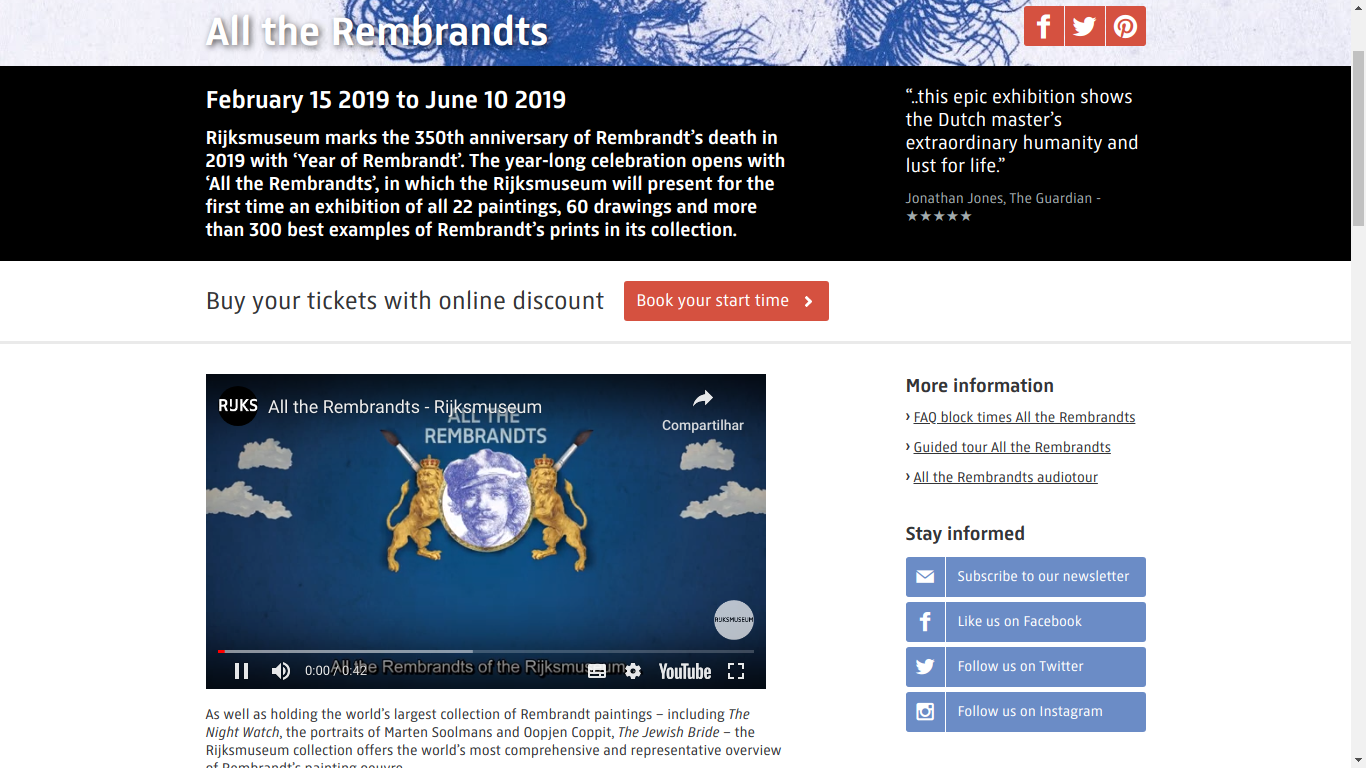 All the Rembrandts
February 15 2019 to June 10 2019
Rijksmuseum marks the 350th anniversary of Rembrandt's death in
2019 with ‘Year of Rembrandt’. The year-long celebration opens with
‘All the Rembrandts’, in which the Rijksmuseum will present for the
first time an exhibition of all 22 paintings, 60 drawings and more
than 300 best examples of Rembrandt’s prints in its collection.
“..this epic exhibition shows
the Dutch master’s
extraordinary humanity and
lust for life.”
Jonathan Jones, The Guardian -
★★★★★
Buy your tickets with online discount
Book your start time
RIJKS
All the Rembrandts - Rijksmuseum
Compartilhar
ALL THE
REMBRANDTS
RIJKSMUSEUM
All the Rembrandts of the Rijksmuseum
0:00 / 0:42
YouTube
As well as holding the world’s largest collection of Rembrandt paintings – including The
Night Watch, the portraits of Marten Soolmans and Oopjen Coppit, The Jewish Bride – the
Rijksmuseum collection offers the world’s most comprehensive and representative overview
of Rembrandt’s painting oeuvre.
More information
FAQ block times All the Rembrandts
Guided tour All the Rembrandts
All the Rembrandts audiotour
Stay informed
Subscribe to our newsletter
Like us on Facebook
Follow us on Twitter
Follow us on Instagram